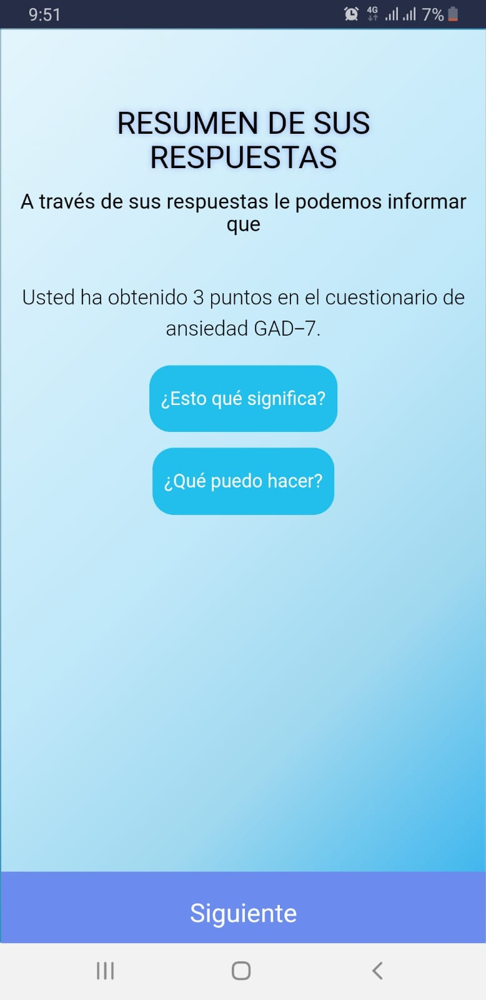 9:51
4G
7%
RESUMEN DE SUS
RESPUESTAS
A través de sus respuestas le podemos informar
que
Usted ha obtenido 3 puntos en el cuestionario de
ansiedad GAD–7.
¿Esto qué significa?
¿Qué puedo hacer?
Siguiente